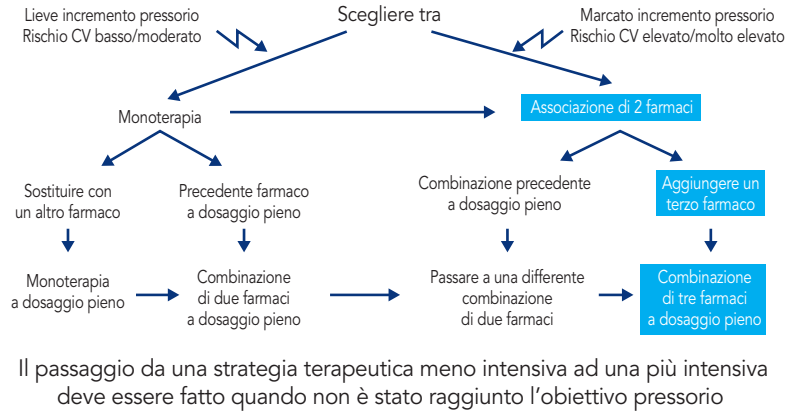 Lieve incremento pressorio
Rischio CV basso/moderato
Scegliere tra
Marcato incremento pressorio
Rischio CV elevato/molto elevato
Monoterapia
Associazione di 2 farmaci
Sostituire con
un altro farmaco
Precedente farmaco
a dosaggio pieno
Combinazione precedente
a dosaggio pieno
Aggiungere un
terzo farmaco
Monoterapia
a dosaggio pieno
Combinazione
di due farmaci
a dosaggio pieno
Passare a una differente
combinazione
di due farmaci
Combinazione
di tre farmaci
a dosaggio pieno
Il passaggio da una strategia terapeutica meno intensiva ad una più intensiva
deve essere fatto quando non è stato raggiunto l'obiettivo pressorio